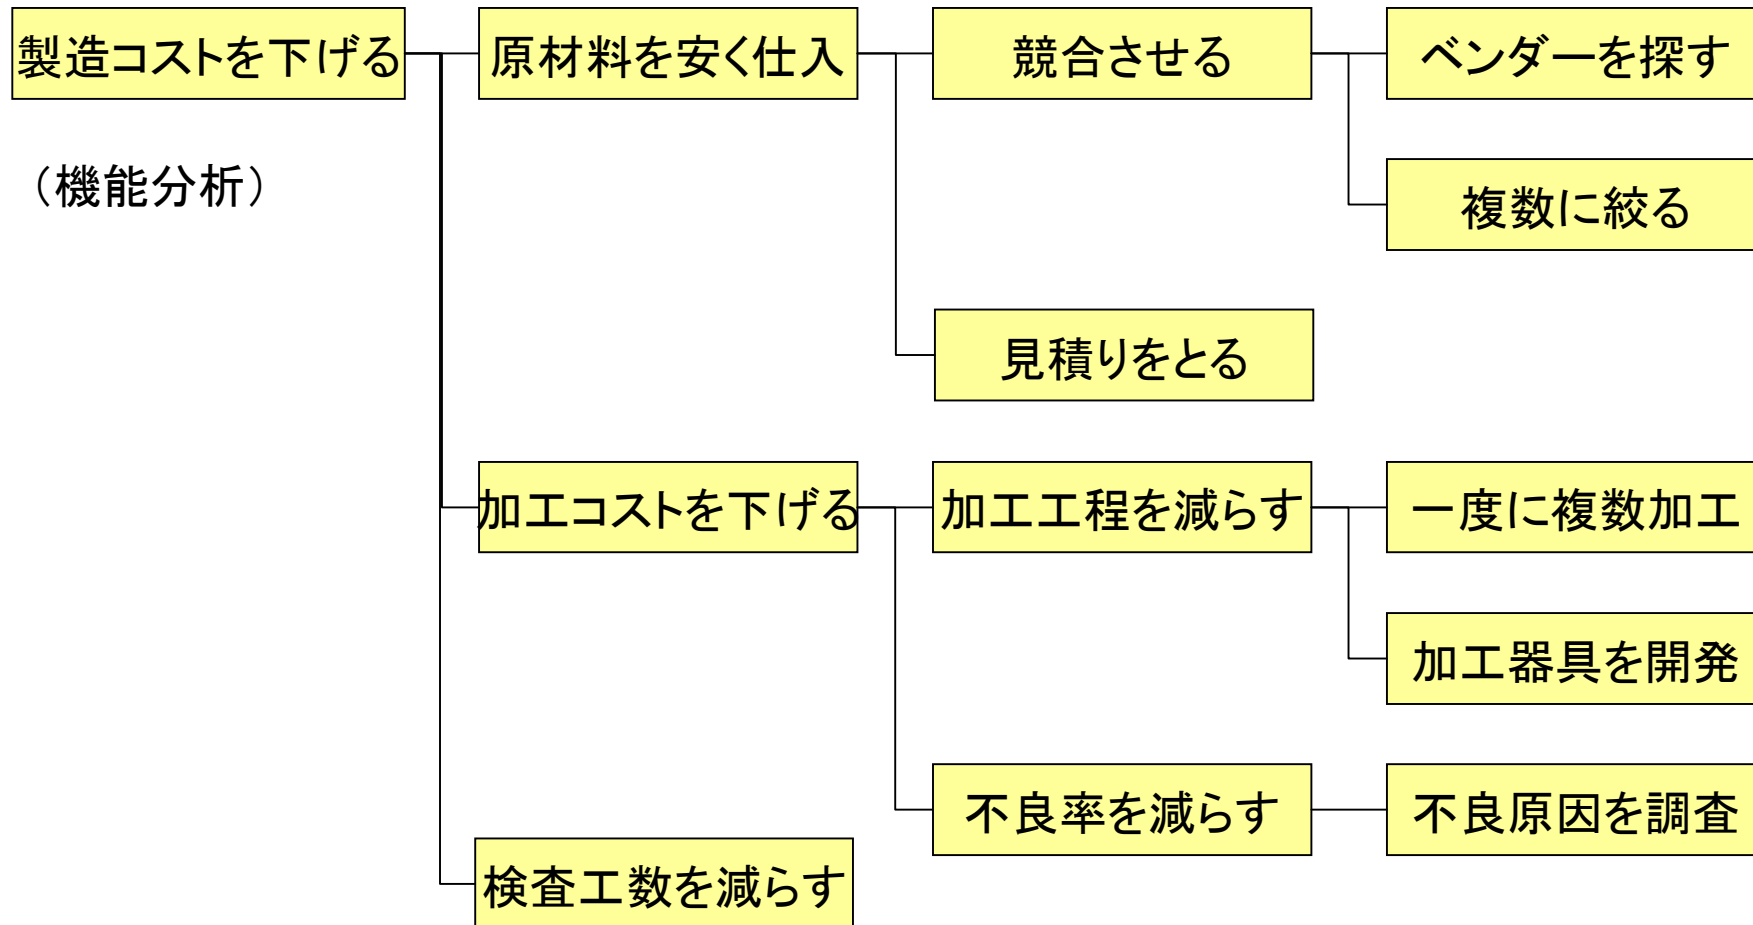 製造コストを下げる
原材料を安く仕入
競合させる
ベンダーを探す
（機能分析）
複数に絞る
見積りをとる
加工コストを下げる
加工工程を減らす
一度に複数加工
加工器具を開発
不良率を減らす
不良原因を調査
検査工数を減らす